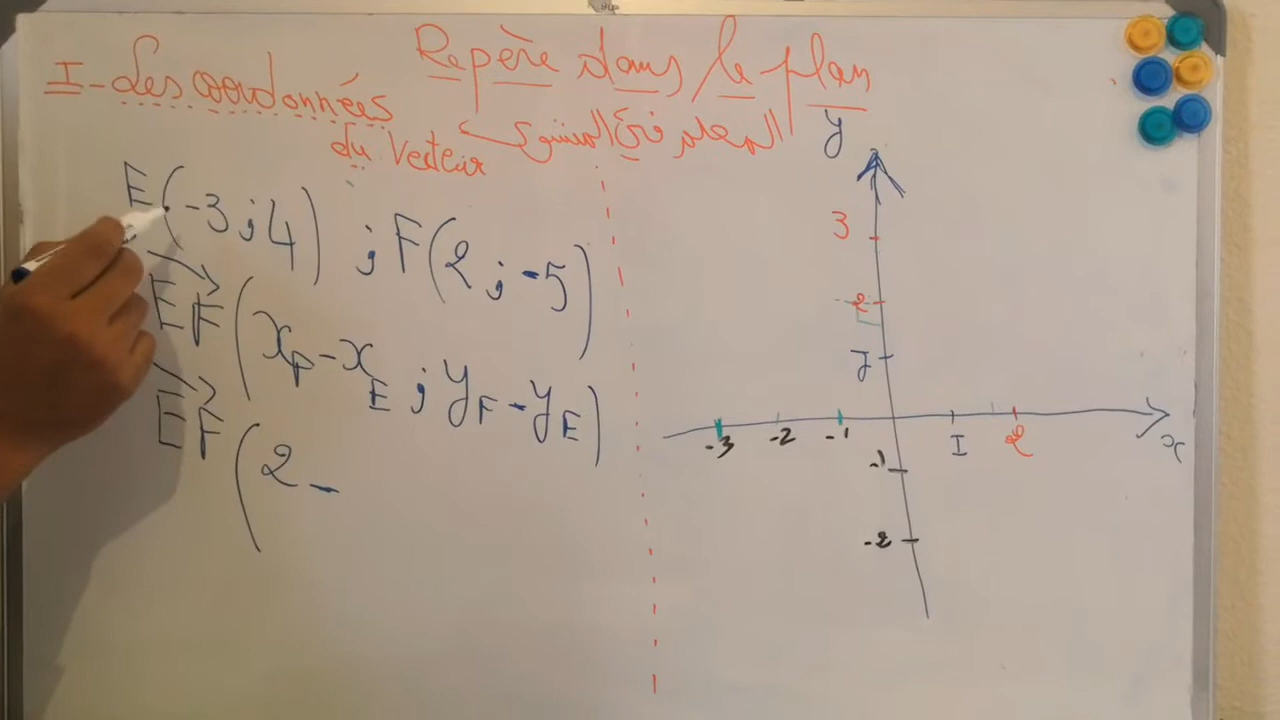 Repère dans le plan
I-Les coordonnées
du Vecteur
المعلم في المستوى
E(-3;4) ; F(2;-5)
EF(xF-xE ; yF-yE)
EF(2-
y
3
2
J
-3 -2 -1 I 2 x
-1
-2